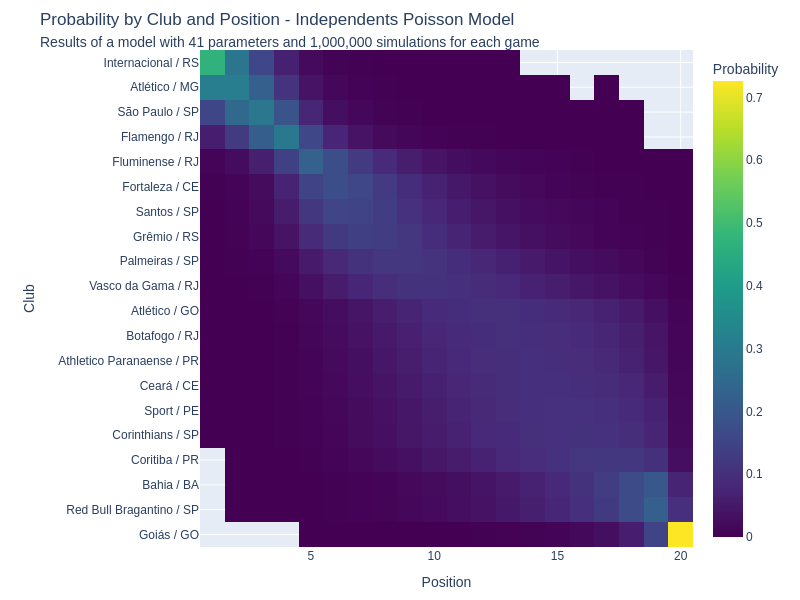 Probability by Club and Position - Independents Poisson Model
Results of a model with 41 parameters and 1,000,000 simulations for each game
Probability
Internacional / RS
Atlético / MG
São Paulo / SP
Flamengo / RJ
Fluminense / RJ
Fortaleza / CE
Santos / SP
Grêmio / RS
Palmeiras / SP
Vasco da Gama / RJ
Atlético / GO
Botafogo / RJ
Athletico Paranaense / PR
Ceará / CE
Sport / PE
Corinthians / SP
Coritiba / PR
Bahia / BA
Red Bull Bragantino / SP
Goiás / GO
Club
5
10
15
20
Position
0.7
0.6
0.5
0.4
0.3
0.2
0.1
0